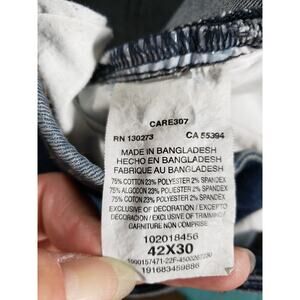 CARE307
RN 130273 CA 55394
MADE IN BANGLADESH
HECHO EN BANGLADESH
FABRIQUE AU BANGLADESH
75% COTTON 23% POLYESTER 2% SPANDEX
75% ALGODON 23% POLIESTER 2% SPANDEX
75% COTON 23% POLYESTER 2% SPANDEX
EXCLUSIVE OF DECORATION / EXCEPTO
DECORATION / EXCLUSIVE OF TRIMMING /
GARNITURE NON COMPRISE
102018456
42X30
191683459886